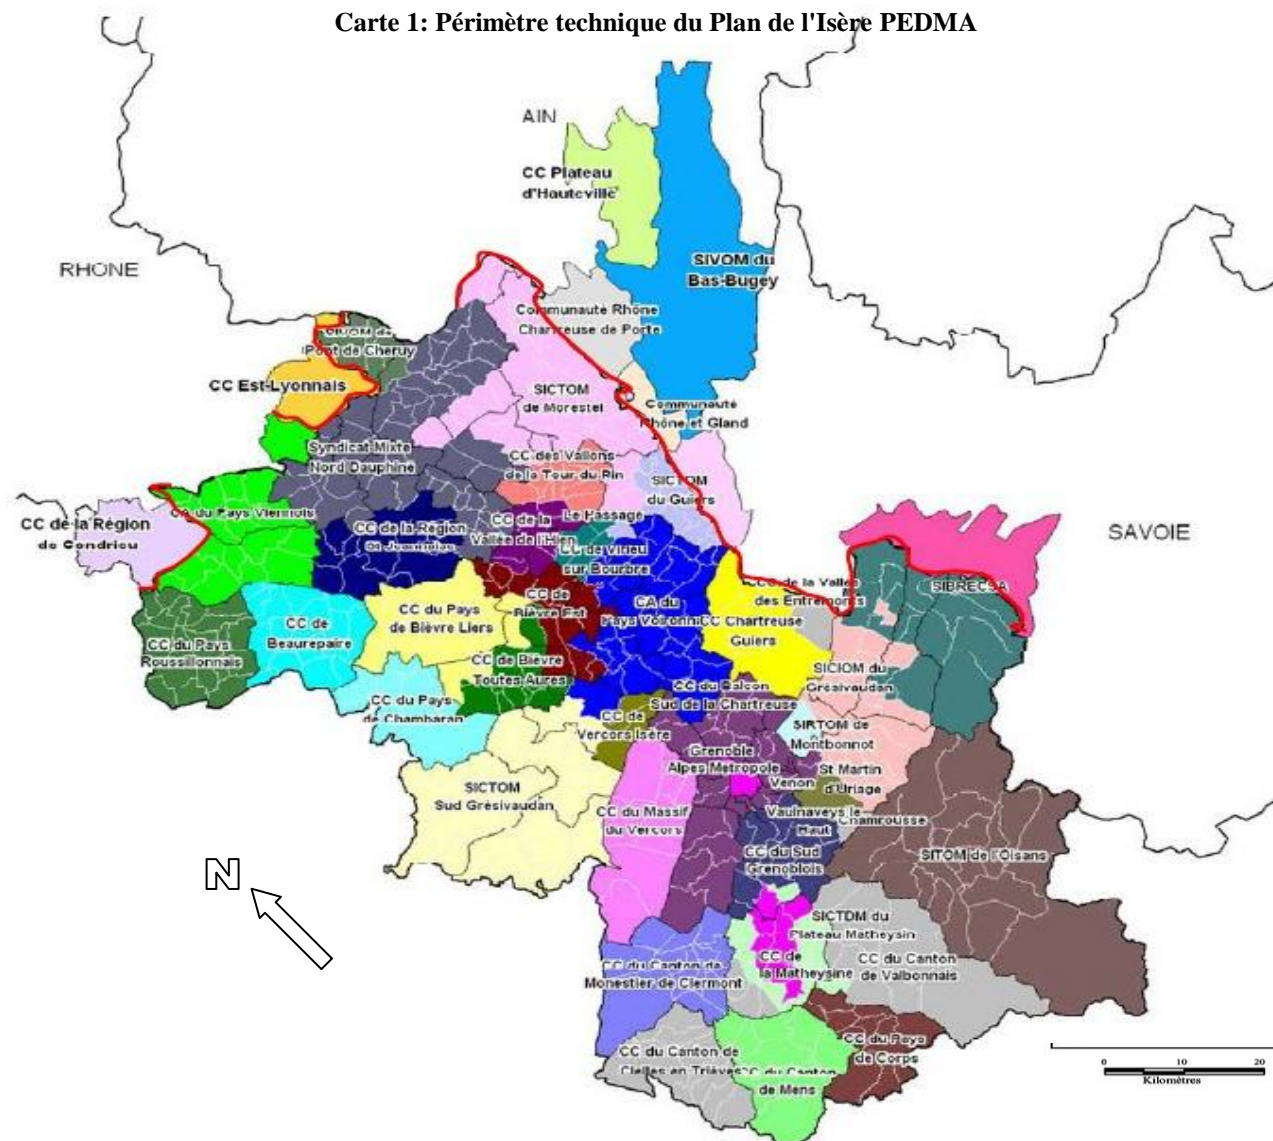 Carte 1: Périmètre technique du Plan de l'Isère PEDMA
AIN
CC Plateau
d'Hauteville
RHONE
SIVOM du
Bas-Bugey
Communauté Rhône
Chartreuse de Porte
SIVOM de
Pont de Cheruy
CC Est-Lyonnais
SICTOM
de Morestel
Communauté
Rhône et Gland
Syndicat Mixte
Nord Dauphiné
CC des Vallons
de la Tour du Pin
SICTOM
du Guiers
CC de la Région
de Condrieu
CA du Pays Viennois
CC de la Région
St Jeannaise
CC de la
Vallée de l'Hien
Le Passage
CC de Virieu
sur Bourbre
SAVOIE
CC de la Vallée
des Entremonts
SIBRECSA
CC du Pays
Roussillonnais
CC de
Beaurepaire
CC du Pays
de Bièvre Liers
CC de
Bièvre Est
CA du
Pays Voironnais
CC Chartreuse
Guiers
CC de Bièvre
Toutes Aures
CC du Pays
de Chambaran
CC du Balcon
Sud de la Chartreuse
SICIOM du
Grésivaudan
CC de
Vercors Isère
SIRTOM de
Montbonnot
Grenoble
Alpes Métropole
Venon
St Martin
d'Uriage
SICTOM
Sud Grésivaudan
CC du Massif
du Vercors
Vaulnaveys le
Haut
Chamrousse
CC du Sud
Grenoblois
SITOM de l'Oisans
N
SICTDM du
Plateau Matheysin
CC de
la Matheysine
CC du Canton
de Valbonnais
CC du Canton de
Monestier de Clermont
CC du Pays
de Corps
CC du Canton de
Clelles en Trièves
CC du Canton
de Mens
0 10 20
Kilomètres